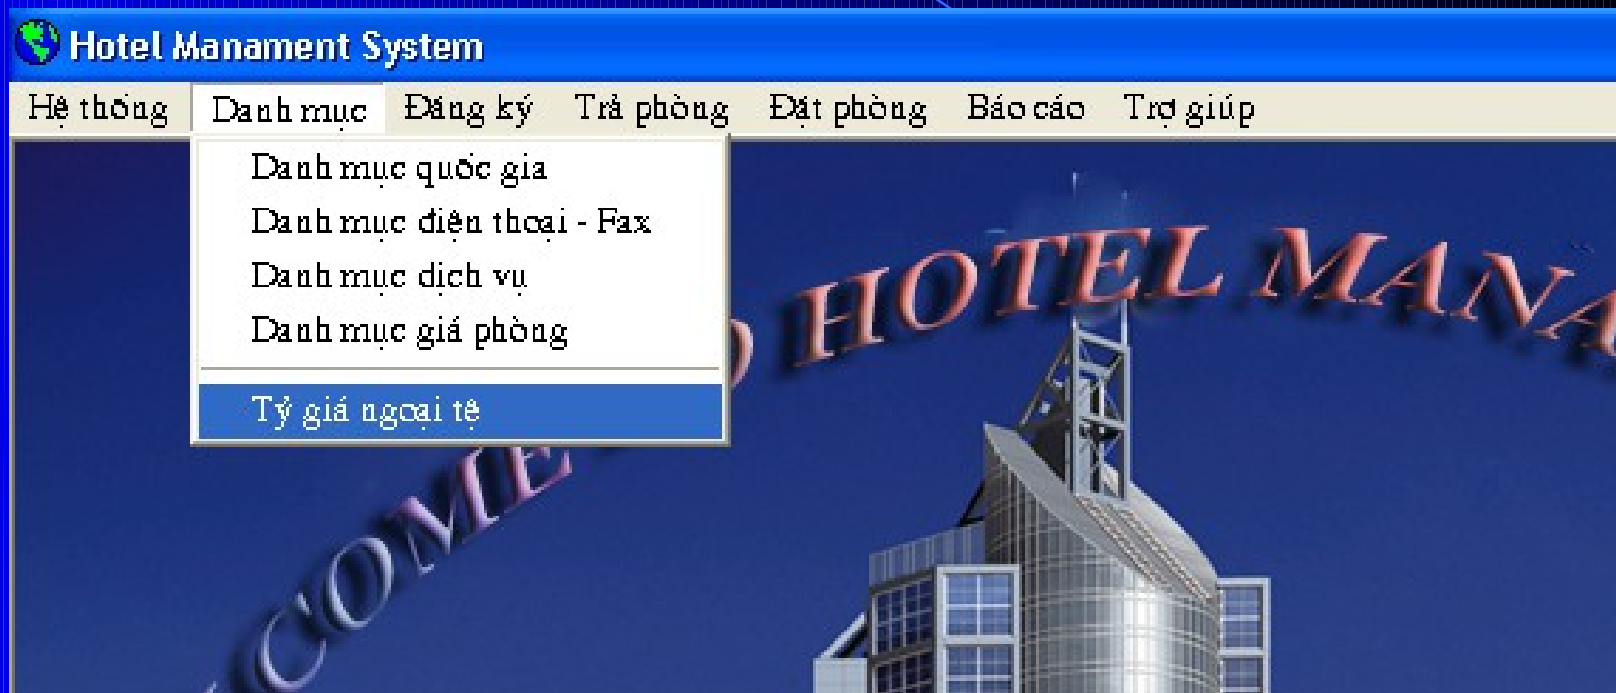 Hotel Manament System
Hệ thống Danh mục Đăng ký Trả phòng Đặt phòng Báo cáo Trợ giúp
Danh mục quốc gia
Danh mục điện thoại - Fax
Danh mục dịch vụ
Danh mục giá phòng
Tỷ giá ngoại tệ
COME O HOTEL MANA